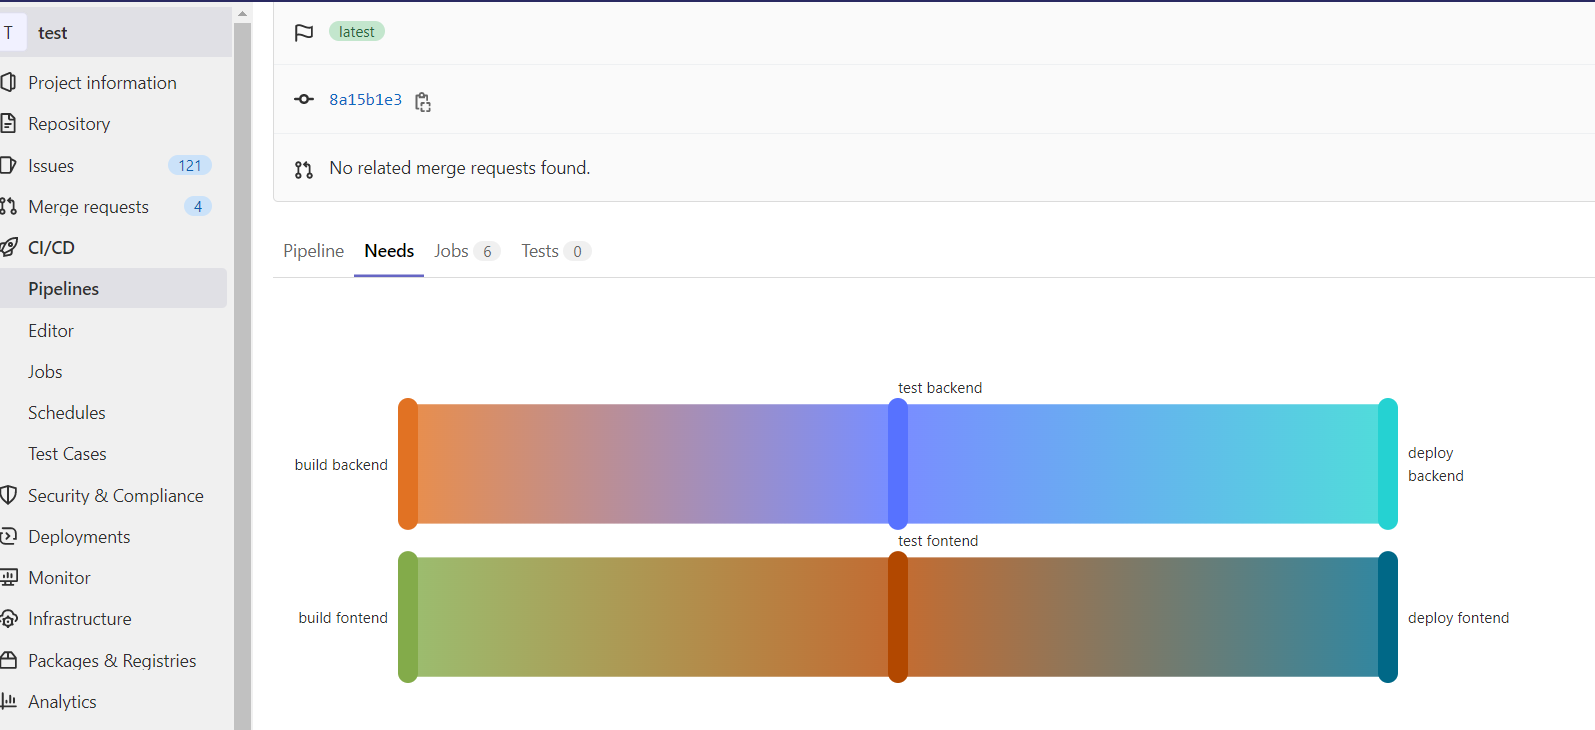 T test
Project information
Repository
Issues 121
Merge requests 4
CI/CD
Pipelines
Editor
Jobs
Schedules
Test Cases
Security & Compliance
Deployments
Monitor
Infrastructure
Packages & Registries
Analytics
latest
8a15b1e3
No related merge requests found.
Pipeline Needs Jobs 6 Tests 0
test backend
build backend
deploy
backend
test fontend
build fontend
deploy fontend